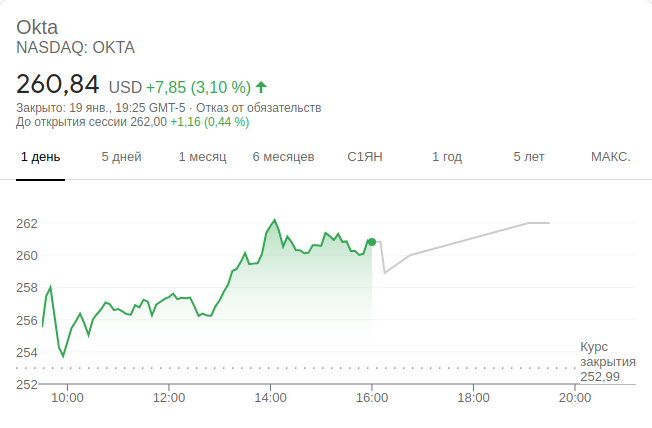 Okta
NASDAQ: OKTA
260,84 USD +7,85 (3,10 %)
Закрыто: 19 янв., 19:25 GMT-5 · Отказ от обязательств
До открытия сессии 262,00 +1,16 (0,44 %)
1 день 5 дней 1 месяц 6 месяцев С1ЯН 1 год 5 лет МАКС.
262
260
258
256
254
252
Курс
закрытия
252,99
10:00 12:00 14:00 16:00 18:00 20:00